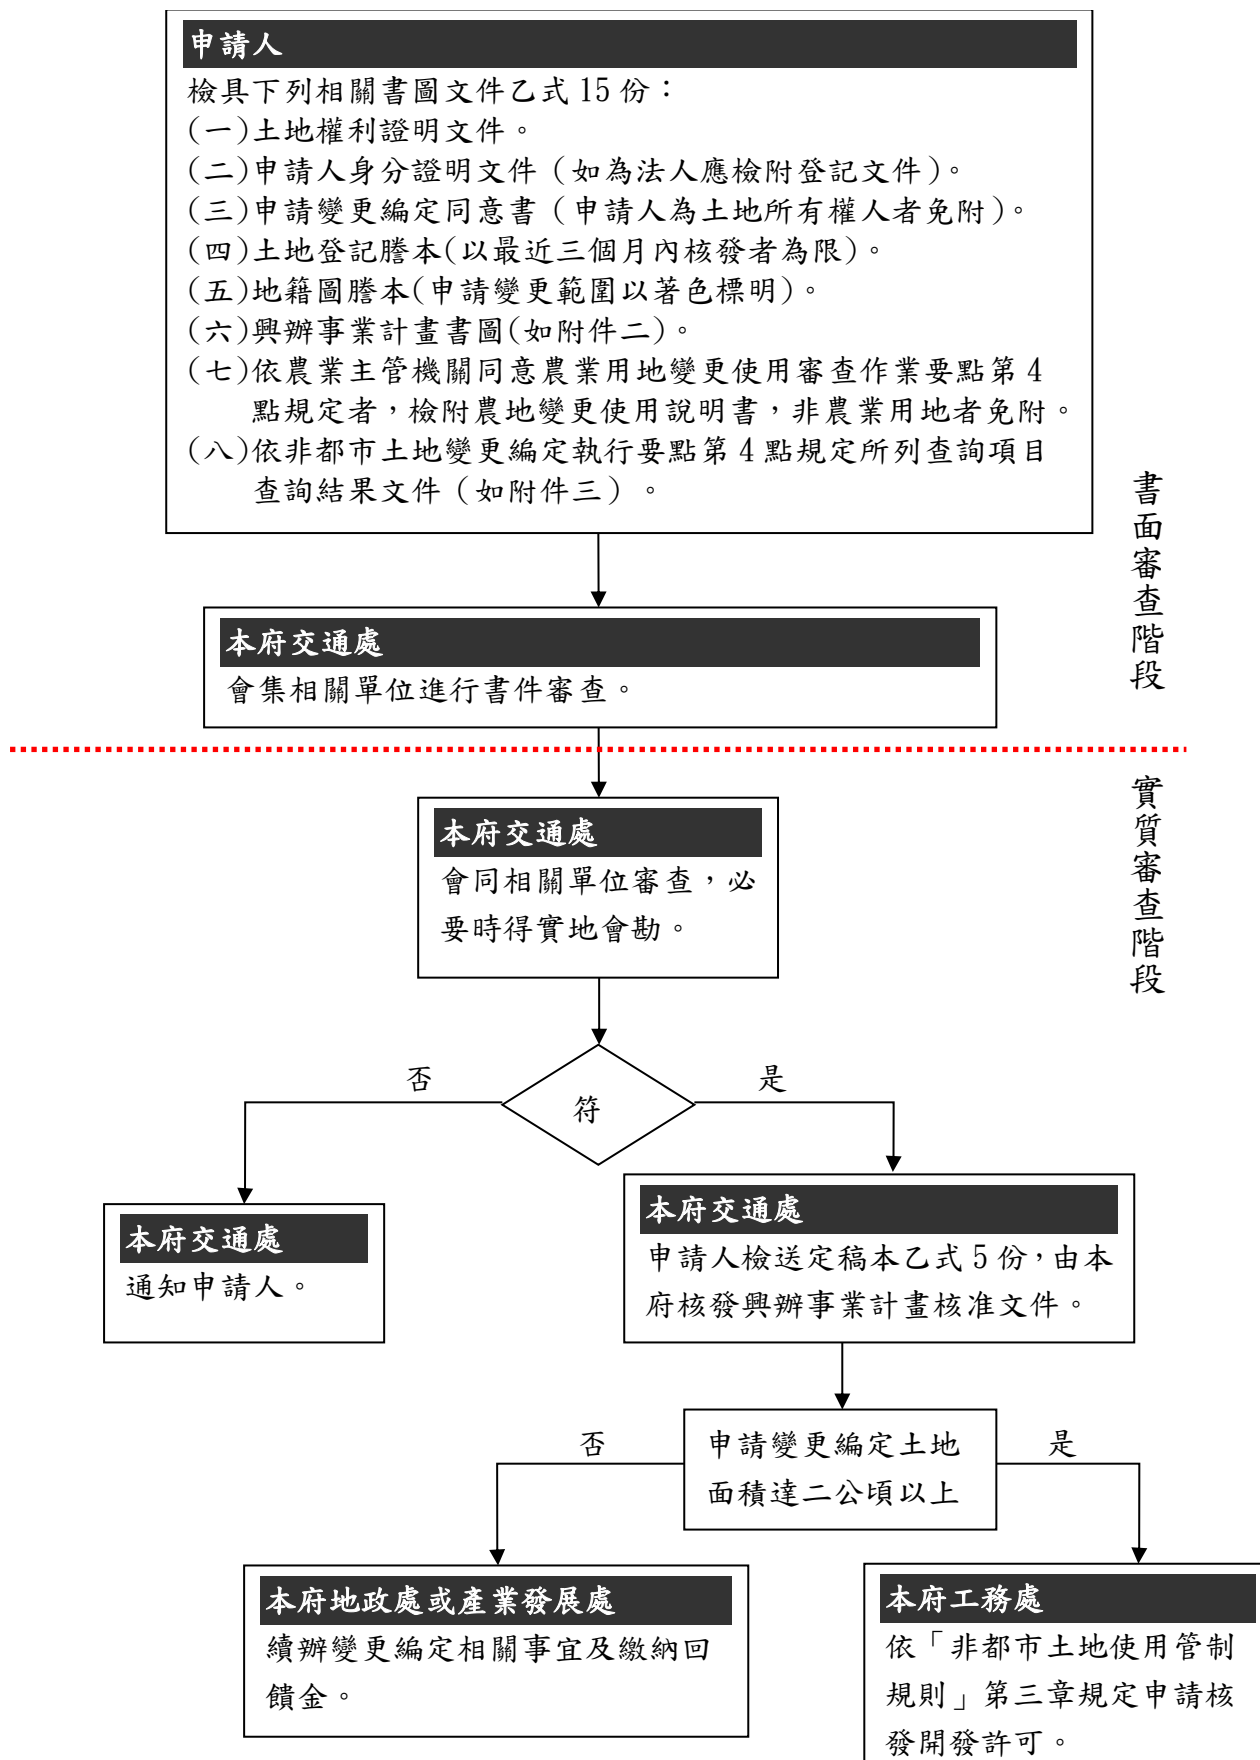 申請人
檢具下列相關書圖文件乙式 15 份：
(一)土地權利證明文件。
(二)申請人身分證明文件（如為法人應檢附登記文件）。
(三)申請變更編定同意書（申請人為土地所有權人者免附）。
(四)土地登記謄本(以最近三個月內核發者為限)。
(五)地籍圖謄本(申請變更範圍以著色標明)。
(六)興辦事業計畫書圖(如附件二)。
(七)依農業主管機關同意農業用地變更使用審查作業要點第 4
點規定者，檢附農地變更使用說明書，非農業用地者免附。
(八)依非都市土地變更編定執行要點第 4 點規定所列查詢項目
查詢結果文件（如附件三）。
書面審查階段
本府交通處
會集相關單位進行書件審查。
實質審查階段
本府交通處
會同相關單位審查，必
要時得實地會勘。
否
是
符
本府交通處
通知申請人。
本府交通處
申請人檢送定稿本乙式 5 份，由本
府核發興辦事業計畫核准文件。
否
是
申請變更編定土地
面積達二公頃以上
本府地政處或產業發展處
續辦變更編定相關事宜及繳納回
饋金。
本府工務處
依「非都市土地使用管制
規則」第三章規定申請核
發開發許可。